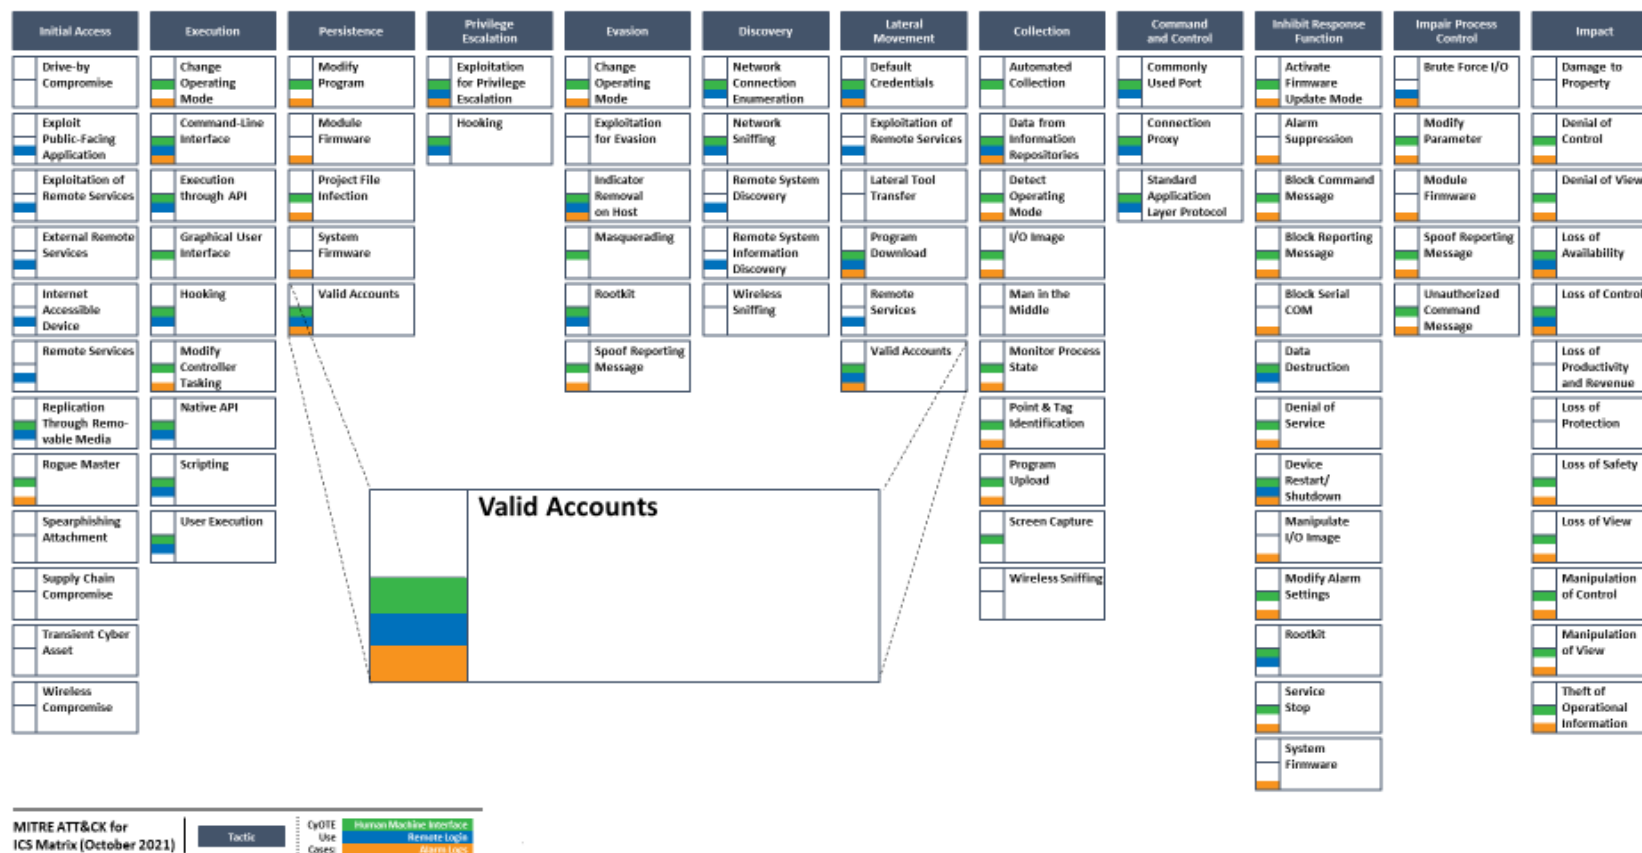 Initial Access
Execution
Persistence
Privilege
Escalation
Evasion
Discovery
Lateral
Movement
Collection
Command
and Control
Inhibit Response
Function
Impair Process
Control
Impact
Drive-by
Compromise
Exploit
Public-Facing
Application
Exploitation of
Remote Services
External Remote
Services
Internet
Accessible
Device
Remote Services
Replication
Through Remo-
vable Media
Rogue Master
Spearphishing
Attachment
Supply Chain
Compromise
Transient Cyber
Asset
Wireless
Compromise
Change
Operating
Mode
Command-Line
Interface
Execution
through API
Graphical User
Interface
Hooking
Modify
Controller
Tasking
Native API
Scripting
User Execution
Modify
Program
Module
Firmware
Project File
Infection
System
Firmware
Valid Accounts
Exploitation
for Privilege
Escalation
Hooking
Change
Operating
Mode
Exploitation
for Evasion
Indicator
Removal
on Host
Masquerading
Rootkit
Spoof Reporting
Message
Network
Connection
Enumeration
Network
Sniffing
Remote System
Discovery
Remote System
Information
Discovery
Wireless
Sniffing
Default
Credentials
Exploitation of
Remote Services
Lateral Tool
Transfer
Program
Download
Remote
Services
Valid Accounts
Automated
Collection
Data from
Information
Repositories
Detect
Operating
Mode
I/O Image
Man in the
Middle
Monitor Process
State
Point & Tag
Identification
Program
Upload
Screen Capture
Wireless Sniffing
Commonly
Used Port
Connection
Proxy
Standard
Application
Layer Protocol
Activate
Firmware
Update Mode
Alarm
Suppression
Block Command
Message
Block Reporting
Message
Block Serial
COM
Data
Destruction
Denial of
Service
Device
Restart/
Shutdown
Manipulate
I/O Image
Modify Alarm
Settings
Rootkit
Service
Stop
System
Firmware
Brute Force I/O
Modify
Parameter
Module
Firmware
Spoof Reporting
Message
Unauthorized
Command
Message
Damage to
Property
Denial of
Control
Denial of View
Loss of
Availability
Loss of Control
Loss of
Productivity
and Revenue
Loss of
Protection
Loss of Safety
Loss of View
Manipulation
of Control
Manipulation
of View
Theft of
Operational
Information
Valid Accounts
MITRE ATT&CK for
ICS Matrix (October 2021)
Tactic
CyOTE
Use
Cases:
Human Machine Interface
Remote Login
Alarm Logs